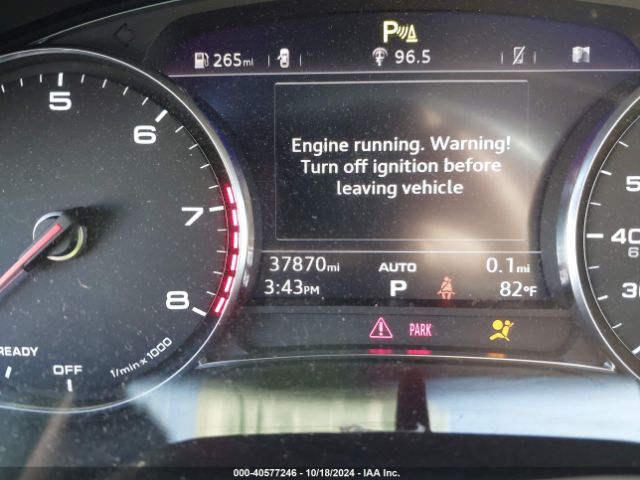 P
265mi
96.5
Engine running. Warning!
Turn off ignition before
leaving vehicle
37870mi AUTO 0.1mi
3:43PM P 82°F
PARK
5
6
7
8
READY
OFF
1/min x 1000
40
6
30
000-40577246 - 10/18/2024 - IAA Inc.